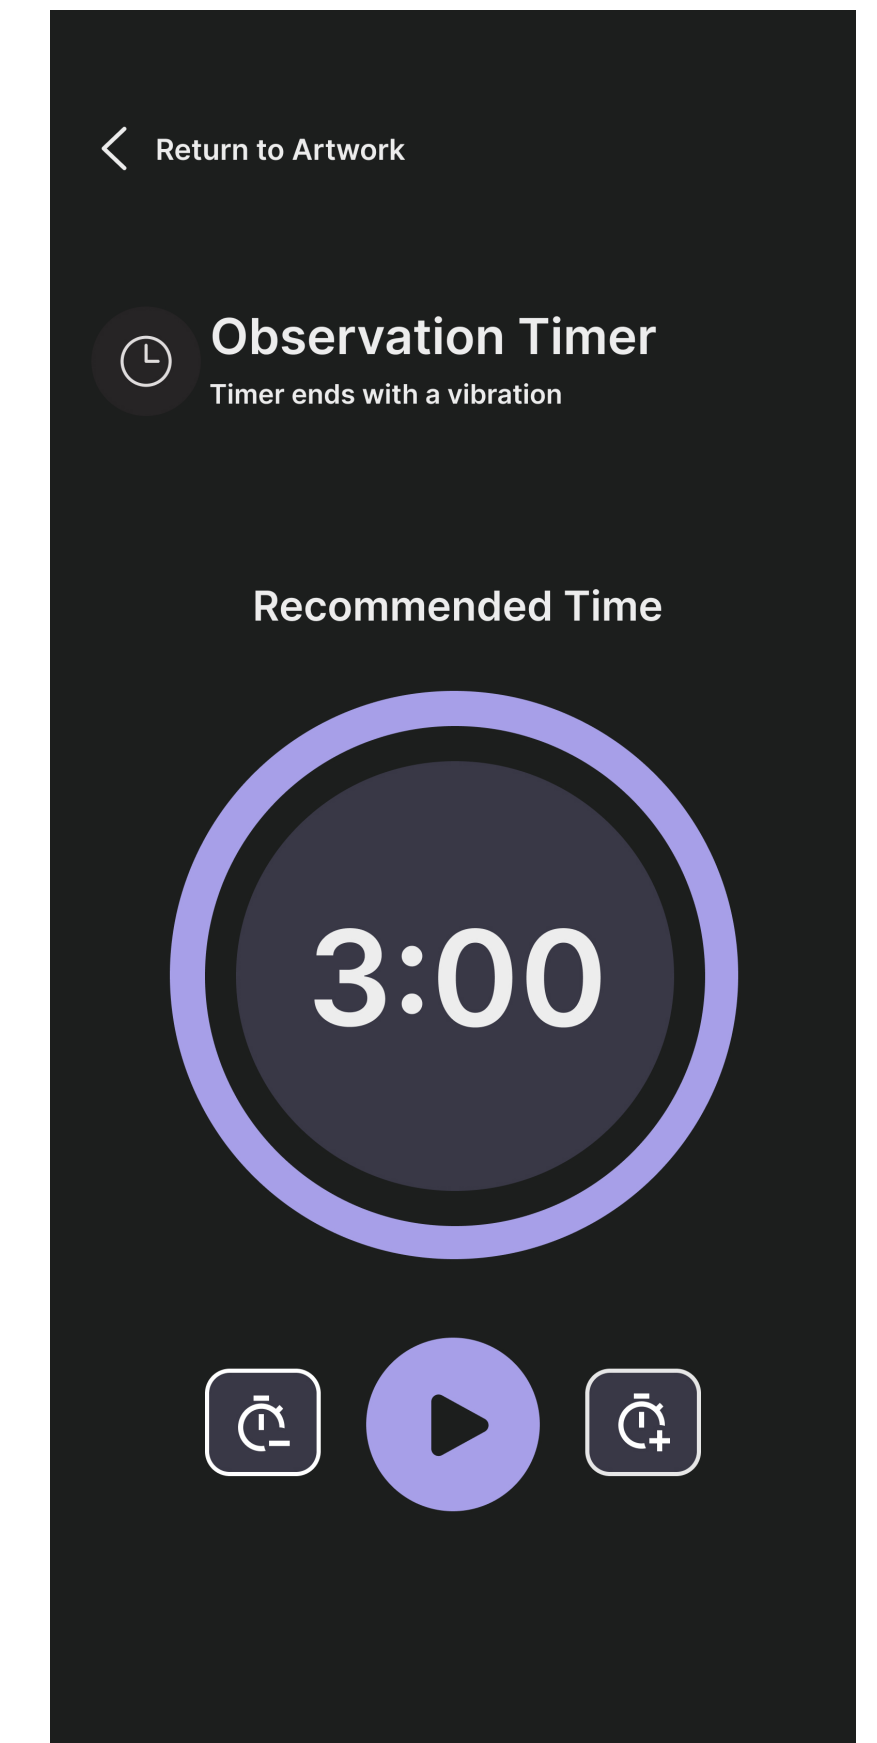 Return to Artwork
Observation Timer
Timer ends with a vibration
Recommended Time
3:00